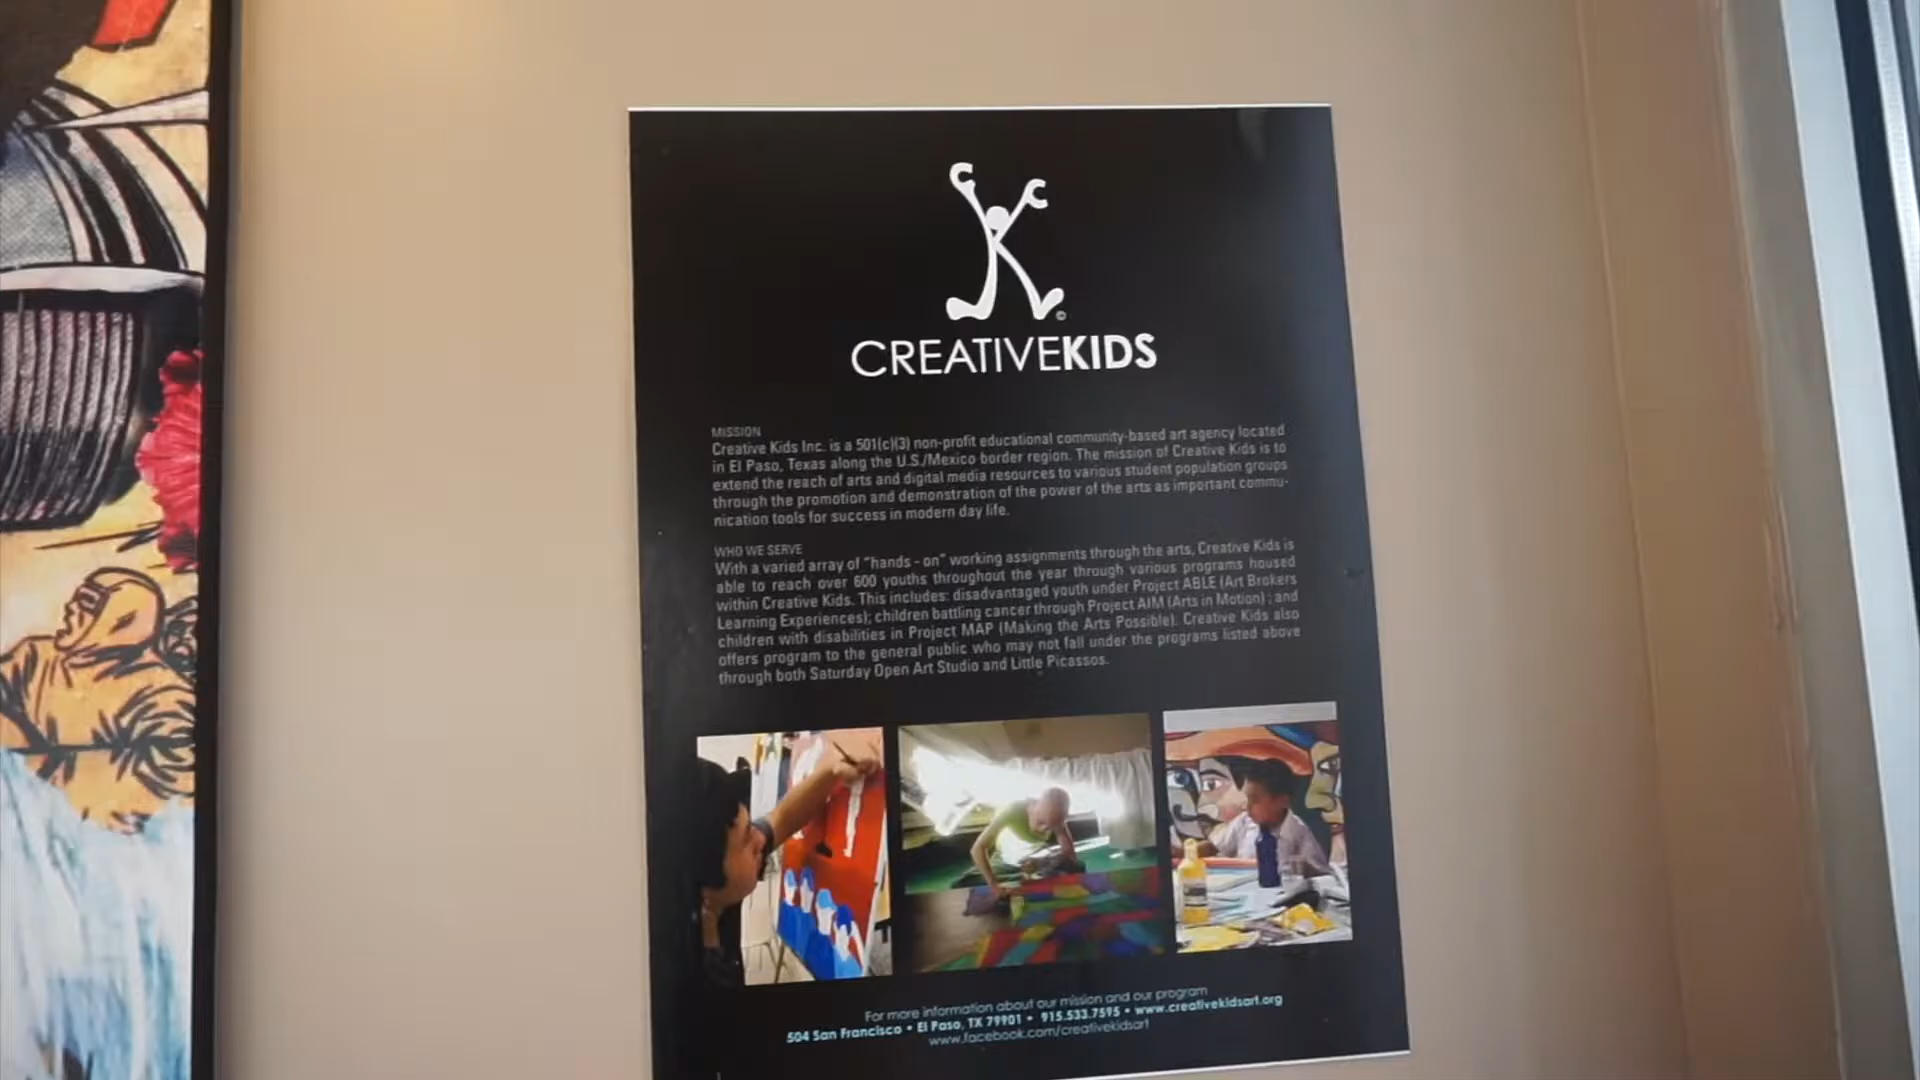 ©
CREATIVEKIDS
MISSION
Creative Kids Inc. is a 501(c)(3) non-profit educational community-based art agency located
in El Paso, Texas along the U.S./Mexico border region. The mission of Creative Kids is to
extend the reach of arts and digital media resources to various student population groups
through the promotion and demonstration of the power of the arts as important commu-
nication tools for success in modern day life.
WHO WE SERVE
With a varied array of "hands - on" working assignments through the arts, Creative Kids is
able to reach over 600 youths throughout the year through various programs housed
within Creative Kids. This includes: disadvantaged youth under Project ABLE (Art Brokers
Learning Experiences); children battling cancer through Project AIM (Arts in Motion) ; and
children with disabilities in Project MAP (Making the Arts Possible). Creative Kids also
offers program to the general public who may not fall under the programs listed above
through both Saturday Open Art Studio and Little Picassos.
For more information about our mission and our program
504 San Francisco • El Paso, TX 79901 • 915.533.7595 • www.creativekidsart.org
www.facebook.com/creativekidsart